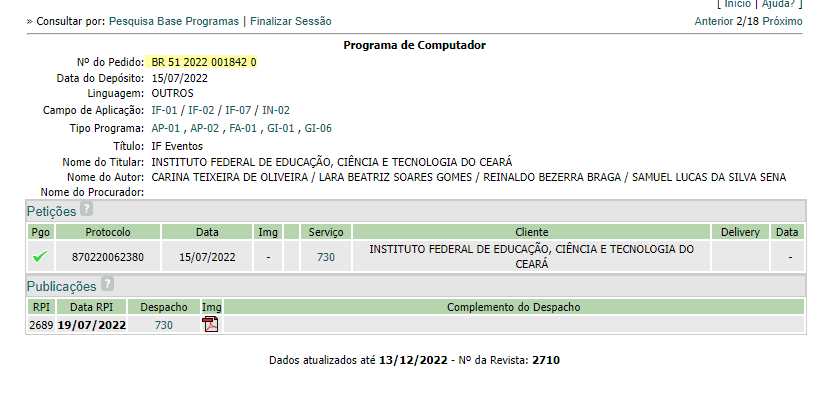 [ Início | Ajuda? ]
» Consultar por: Pesquisa Base Programas | Finalizar Sessão Anterior 2/18 Próximo
Programa de Computador
Nº do Pedido: BR 51 2022 001842 0
Data do Depósito: 15/07/2022
Linguagem: OUTROS
Campo de Aplicação: IF-01 / IF-02 / IF-07 / IN-02
Tipo Programa: AP-01 , AP-02 , FA-01 , GI-01 , GI-06
Título: IF Eventos
Nome do Titular: INSTITUTO FEDERAL DE EDUCAÇÃO, CIÊNCIA E TECNOLOGIA DO CEARÁ
Nome do Autor: CARINA TEIXEIRA DE OLIVEIRA / LARA BEATRIZ SOARES GOMES / REINALDO BEZERRA BRAGA / SAMUEL LUCAS DA SILVA SENA
Nome do Procurador:
Petições ?
Pgo Protocolo Data Img Serviço Cliente Delivery Data
870220062380 15/07/2022 - 730 INSTITUTO FEDERAL DE EDUCAÇÃO, CIÊNCIA E TECNOLOGIA DO -
CEARÁ
Publicações ?
RPI Data RPI Despacho Img Complemento do Despacho
2689 19/07/2022 730
Dados atualizados até 13/12/2022 - Nº da Revista: 2710